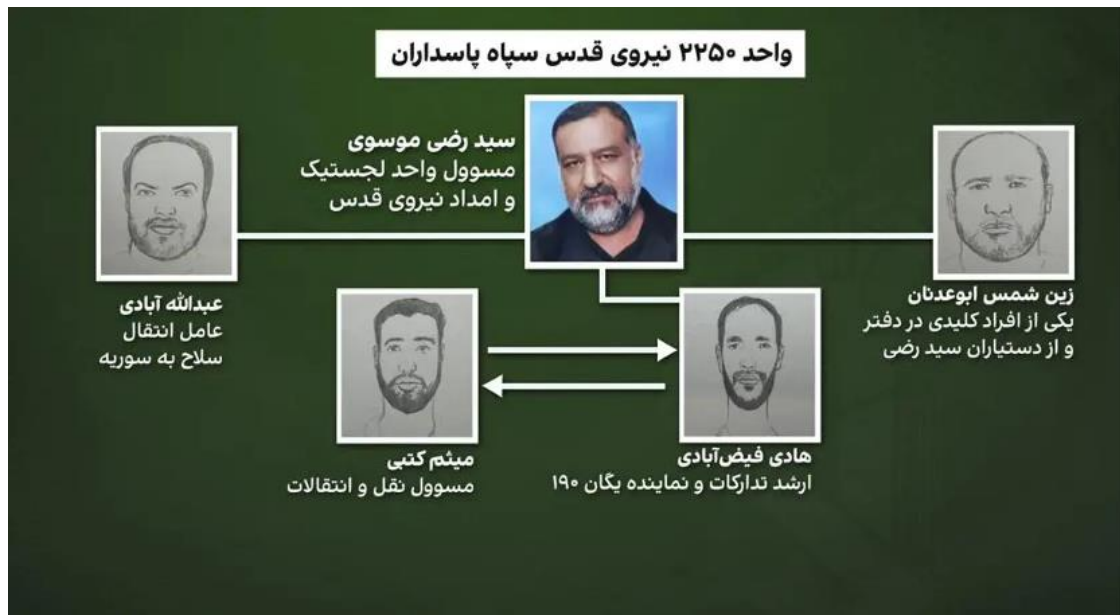 واحد ۲۲۵۰ نیروی قدس سپاه پاسداران
سید رضی موسوی
مسوول واحد لجستیک
و امداد نیروی قدس
زین شمس ابوعدنان
یکی از افراد کلیدی در دفتر
و از دستیاران سید رضی
عبدالله آبادی
عامل انتقال
سلاح به سوریه
هادی فیض‌آبادی
ارشد تدارکات و نماینده یگان ۱۹۰
میثم کتبی
مسوول نقل و انتقالات